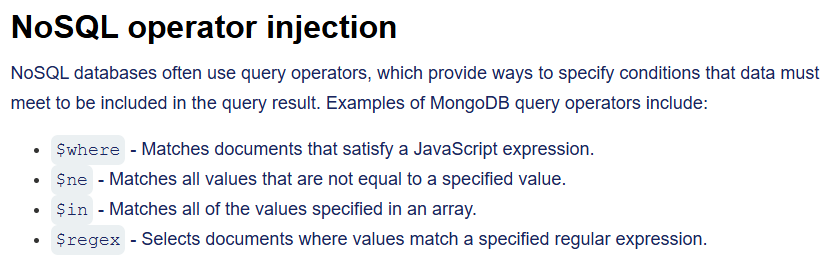 NoSQL operator injection
NoSQL databases often use query operators, which provide ways to specify conditions that data must
meet to be included in the query result. Examples of MongoDB query operators include:
• $where - Matches documents that satisfy a JavaScript expression.
• $ne - Matches all values that are not equal to a specified value.
• $in - Matches all of the values specified in an array.
• $regex - Selects documents where values match a specified regular expression.